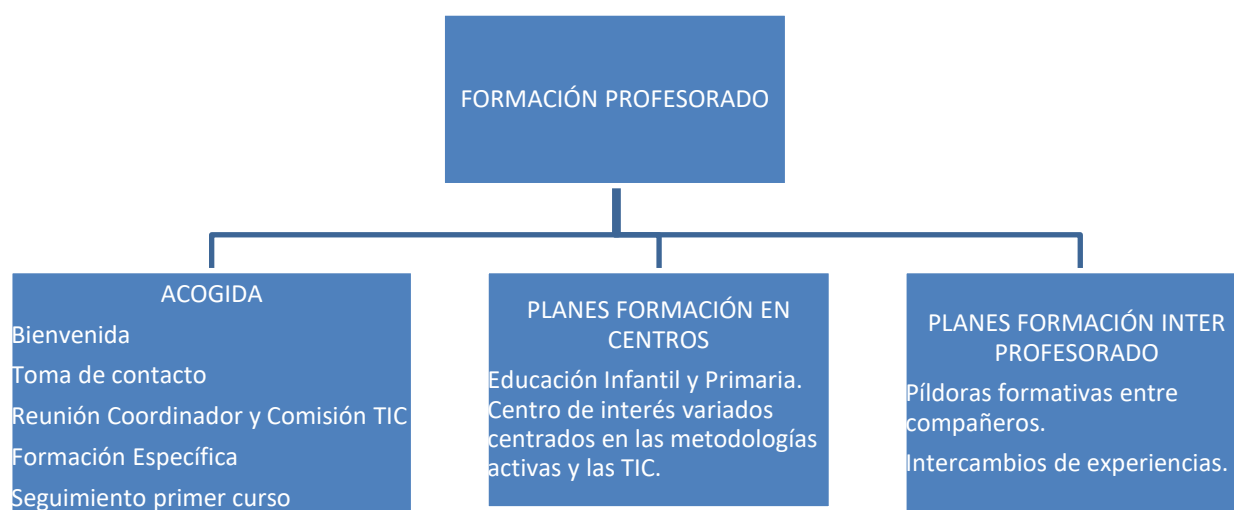 FORMACIÓN PROFESORADO
ACOGIDA
Bienvenida
Toma de contacto
Reunión Coordinador y Comisión TIC
Formación Específica
Seguimiento primer curso
PLANES FORMACIÓN EN
CENTROS
Educación Infantil y Primaria.
Centro de interés variados
centrados en las metodologías
activas y las TIC.
PLANES FORMACIÓN INTER
PROFESORADO
Píldoras formativas entre
compañeros.
Intercambios de experiencias.